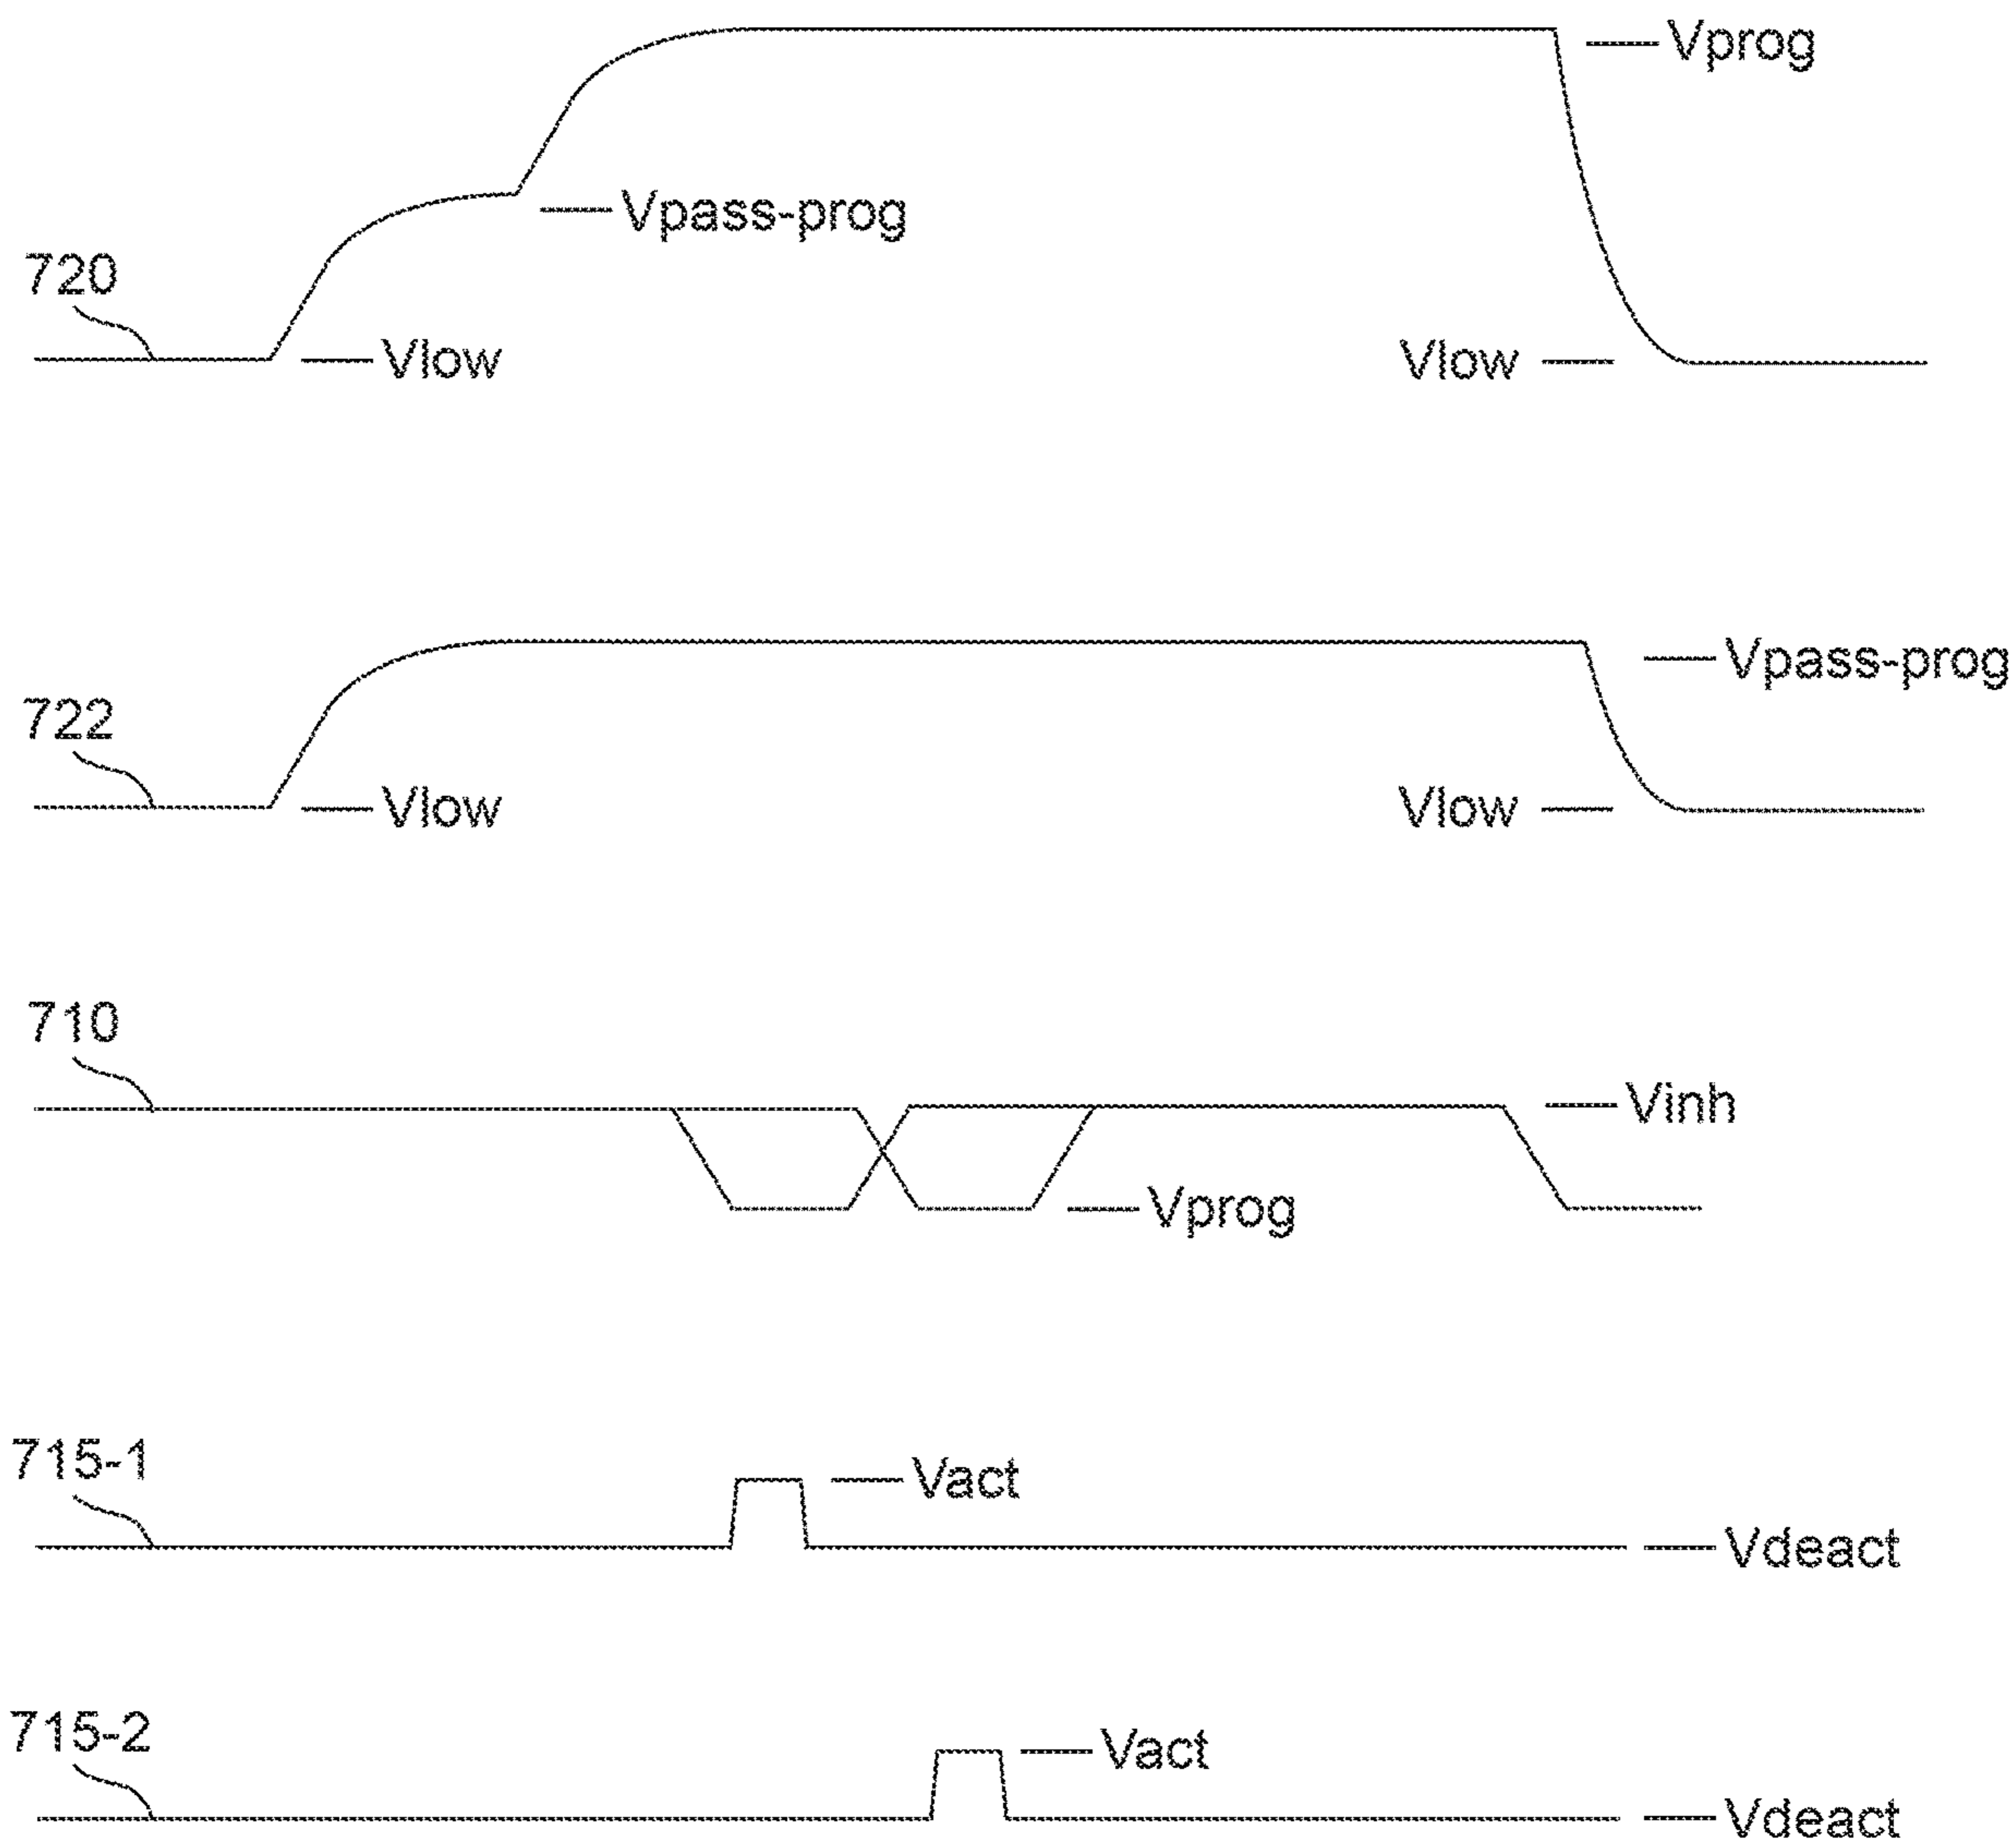 Vprog
Vpass-prog
720
Vlow
Vlow
Vpass-prog
722
Vlow
Vlow
710
Vinh
Vprog
715-1
Vact
Vdeact
715-2
Vact
Vdeact